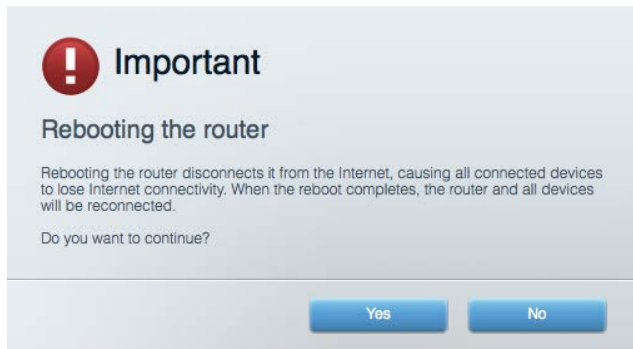 Important
Rebooting the router
Rebooting the router disconnects it from the Internet, causing all connected devices
to lose Internet connectivity. When the reboot completes, the router and all devices
will be reconnected.
Do you want to continue?
Yes No